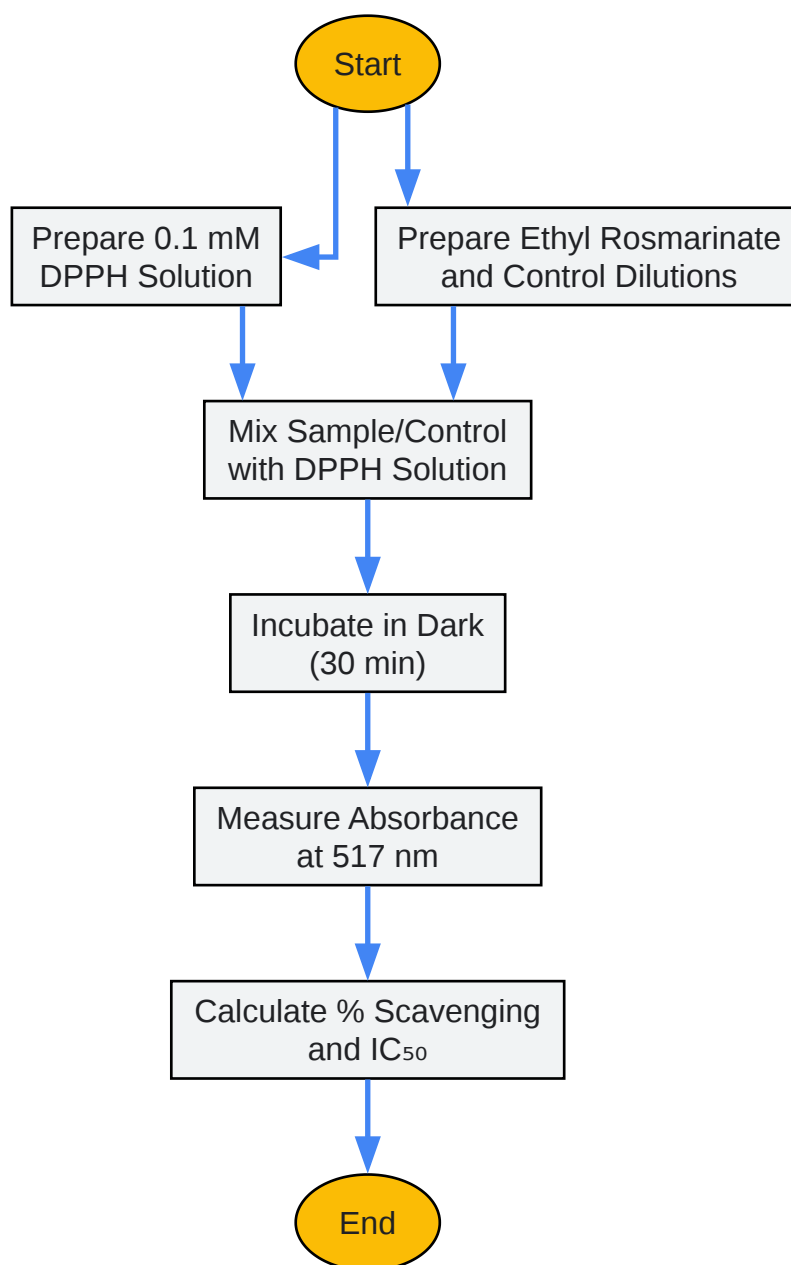 Start
Prepare 0.1 mM
DPPH Solution
Prepare Ethyl Rosmarinate
and Control Dilutions
Mix Sample/Control
with DPPH Solution
Incubate in Dark
(30 min)
Measure Absorbance
at 517 nm
Calculate % Scavenging
and IC₅₀
End